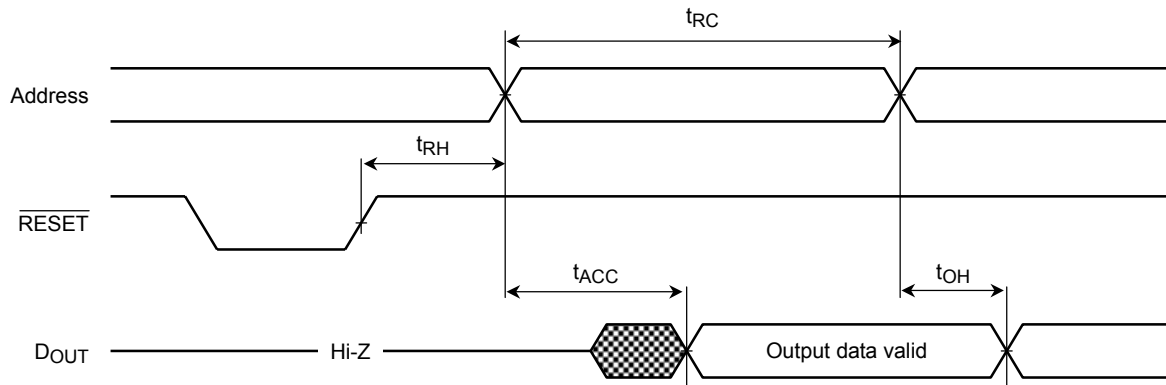 tRC
Address
tRH
RESET
tACC
tOH
DOUT
Hi-Z
Output data valid